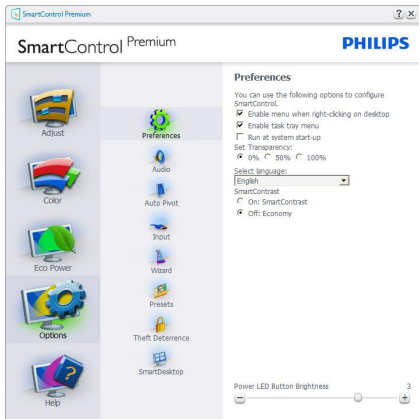 SmartControl Premium
SmartControl Premium
PHILIPS
Adjust
Color
Eco Power
Options
Help
Preferences
Audio
Auto Pivot
Input
Wizard
Presets
Theft Deterrence
SmartDesktop
Preferences
You can use the following options to configure
SmartControl.
Enable menu when right-clicking on desktop
Enable task tray menu
Run at system start-up
Set Transparency:
0% 50% 100%
Select language:
English
SmartContrast
On: SmartContrast
Off: Economy
Power LED Button Brightness 3